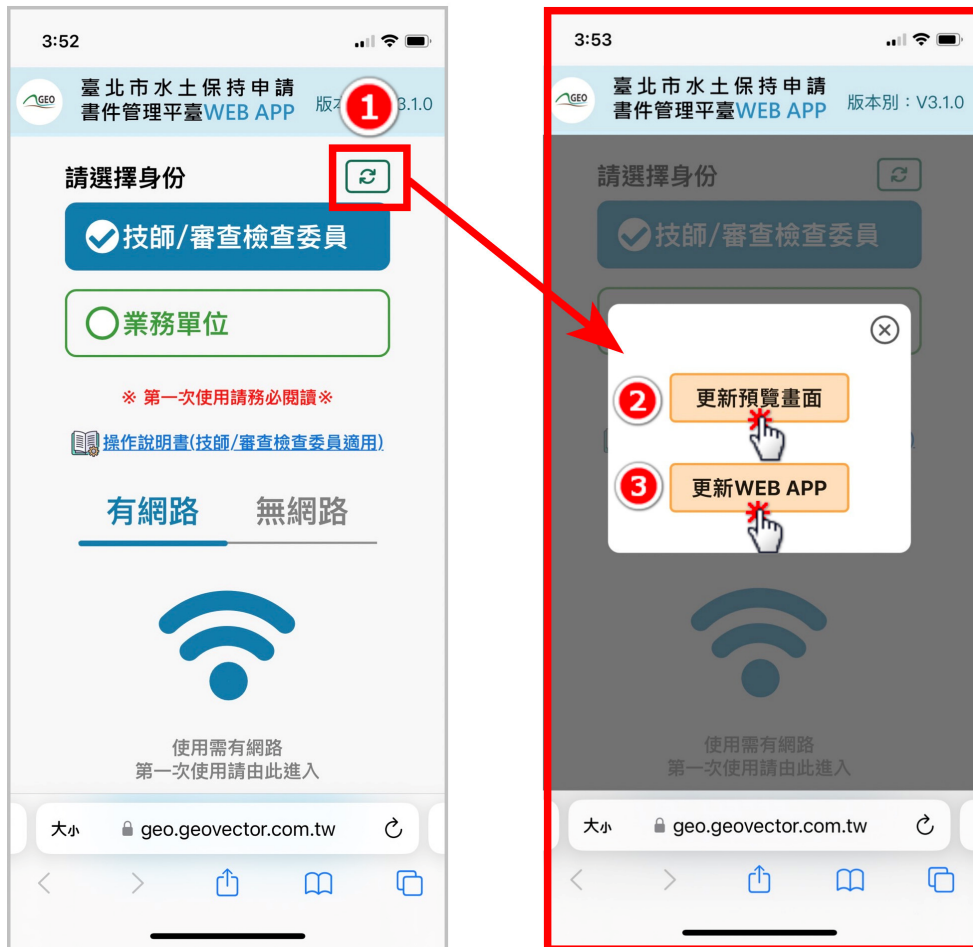 3:52
GEO
臺北市水土保持申請
書件管理平臺WEB APP
版本
1
3.1.0
請選擇身份
技師/審查檢查委員
業務單位
※ 第一次使用請務必閱讀※
操作說明書(技師/審查檢查委員適用)
有網路
無網路
使用需有網路
第一次使用請由此進入
大小
geo.geovector.com.tw
3:53
GEO
臺北市水土保持申請
書件管理平臺WEB APP
版本別：V3.1.0
請選擇身份
技師/審查檢查委員
2
更新預覽畫面
3
更新WEB APP
使用需有網路
第一次使用請由此進入
大小
geo.geovector.com.tw